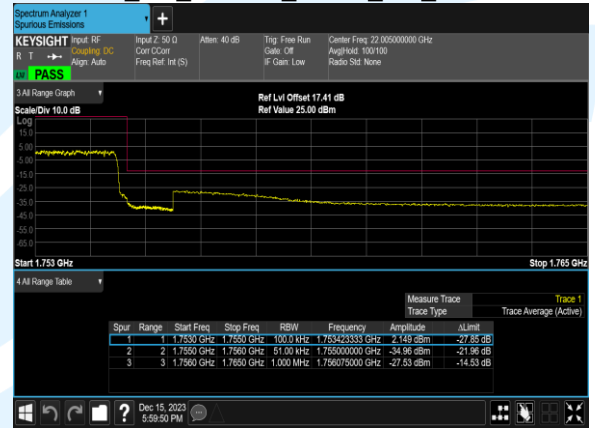 Spectrum Analyzer 1
Spurious Emissions
+
KEYSIGHT Input: RF Input Z: 50 Ω Atten: 40 dB Trig: Free Run Center Freq: 22.005000000 GHz
R T Coupling: DC Corr CCorr Gate: Off Avg|Hold: 100/100
Align: Auto Freq Ref: Int (S) IF Gain: Low Radio Std: None
LV PASS
3 All Range Graph
Ref Lvl Offset 17.41 dB
Scale/Div 10.0 dB Ref Value 25.00 dBm
Log
15.0
5.00
-5.00
-15.0
-25.0
-35.0
-45.0
-55.0
-65.0
Start 1.753 GHz Stop 1.765 GHz
4 All Range Table
Measure Trace Trace 1
Trace Type Trace Average (Active)
Spur Range Start Freq Stop Freq RBW Frequency Amplitude ΔLimit
1 1 1.7530 GHz 1.7550 GHz 100.0 kHz 1.753423333 GHz 2.149 dBm -27.85 dB
2 2 1.7550 GHz 1.7560 GHz 51.00 kHz 1.755000000 GHz -34.96 dBm -21.96 dB
3 3 1.7560 GHz 1.7650 GHz 1.000 MHz 1.756075000 GHz -27.53 dBm -14.53 dB
? Dec 15, 2023
5:59:50 PM